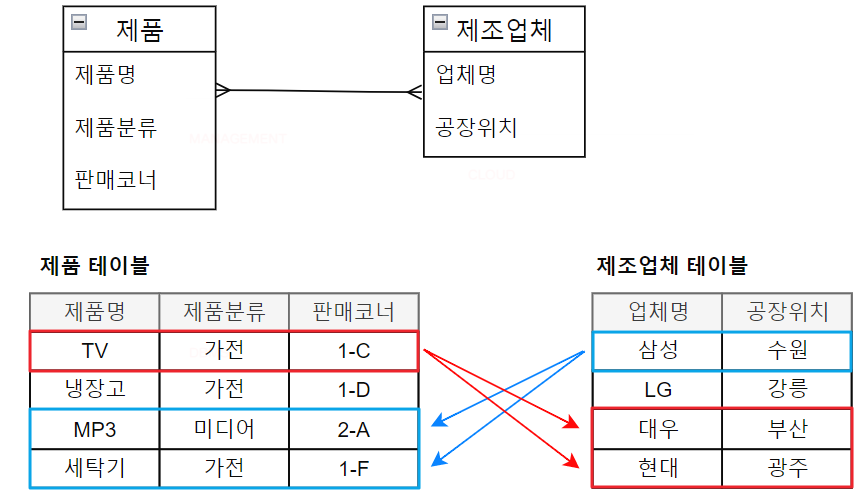 제품
제품명
제품분류
판매코너
제조업체
업체명
공장위치
제품 테이블
제품명 제품분류 판매코너
TV 가전 1-C
냉장고 가전 1-D
MP3 미디어 2-A
세탁기 가전 1-F
제조업체 테이블
업체명 공장위치
삼성 수원
LG 강릉
대우 부산
현대 광주